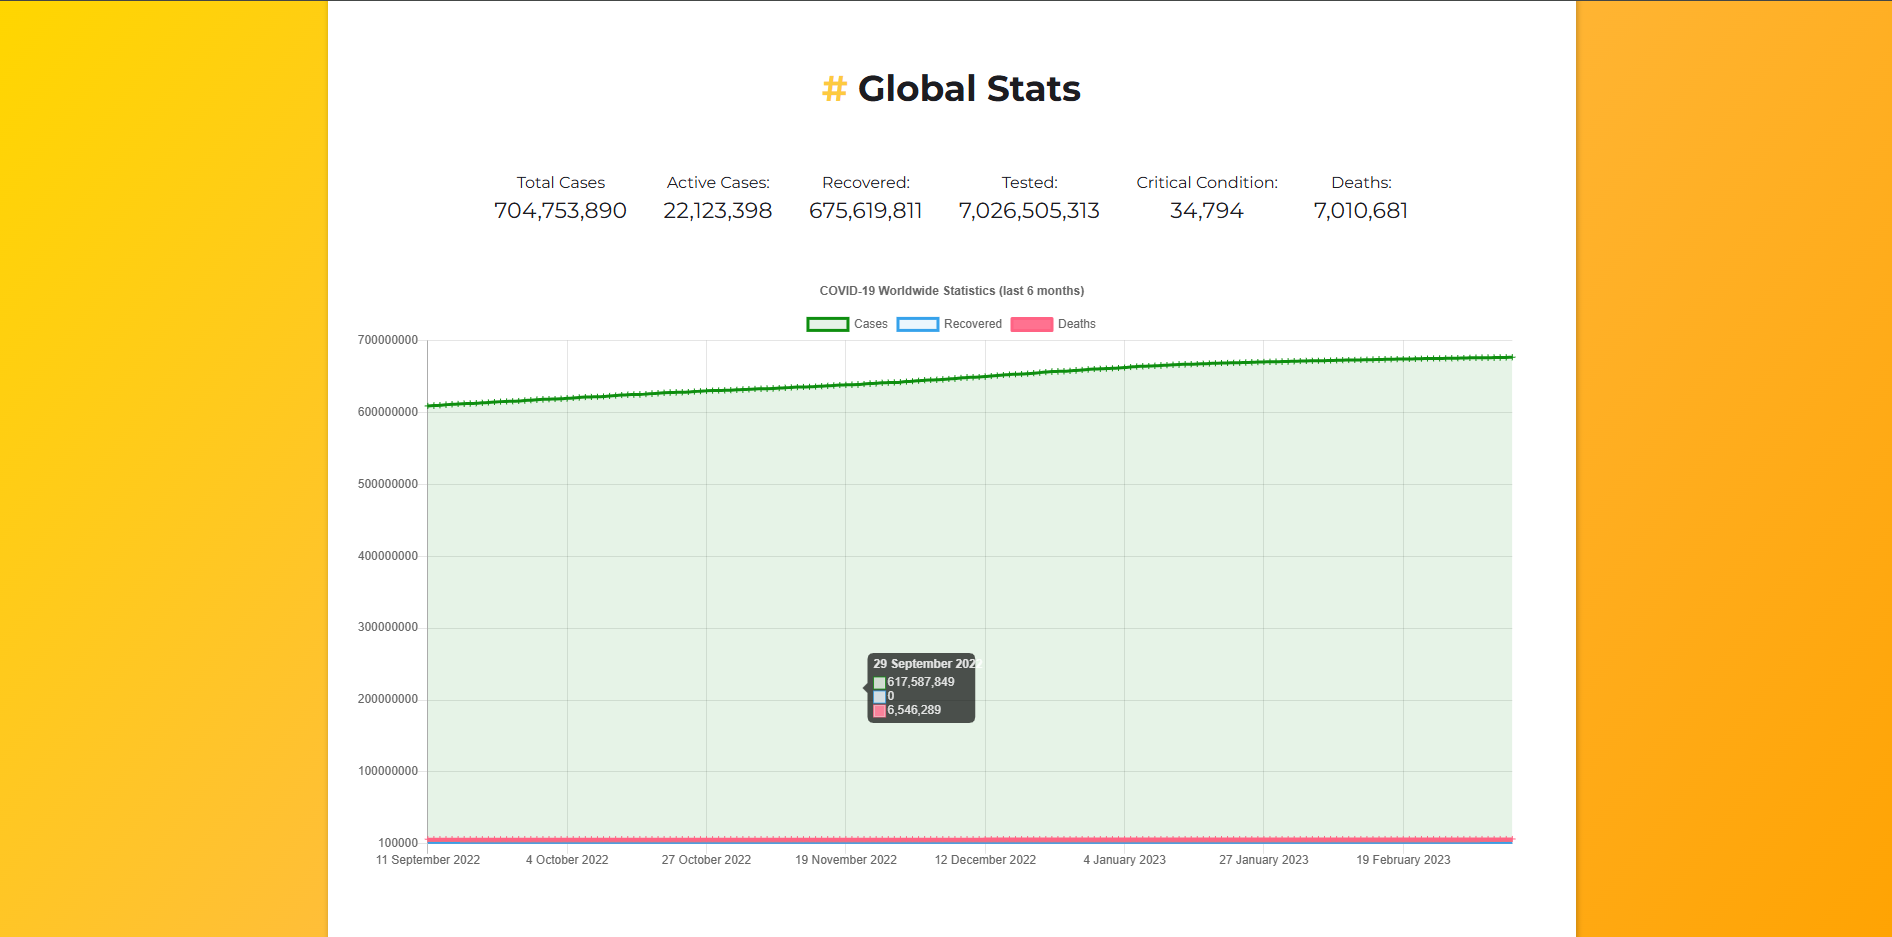 # Global Stats
Total Cases Active Cases: Recovered: Tested: Critical Condition: Deaths:
704,753,890 22,123,398 675,619,811 7,026,505,313 34,794 7,010,681
COVID-19 Worldwide Statistics (last 6 months)
Cases Recovered Deaths
700000000
600000000
500000000
400000000
300000000
29 September 2022
617,587,849
0
6,546,289
200000000
100000000
100000
11 September 2022 4 October 2022 27 October 2022 19 November 2022 12 December 2022 4 January 2023 27 January 2023 19 February 2023